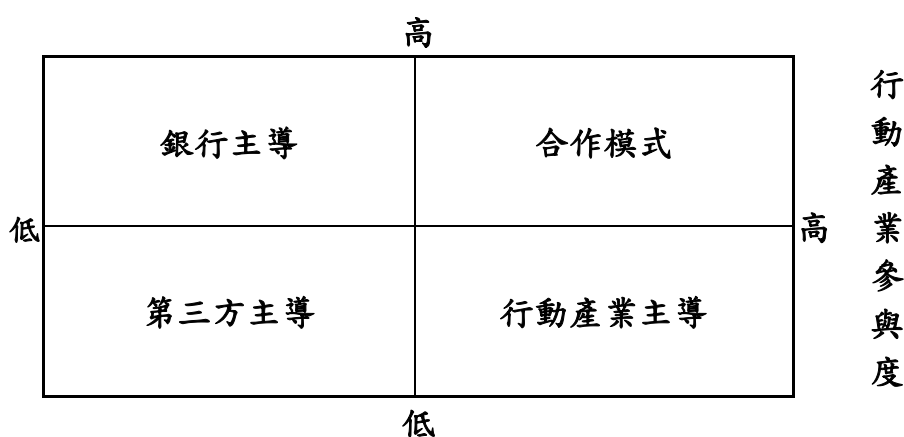 高
銀行主導
合作模式
低
高
第三方主導
行動產業主導
低
行動產業參與度